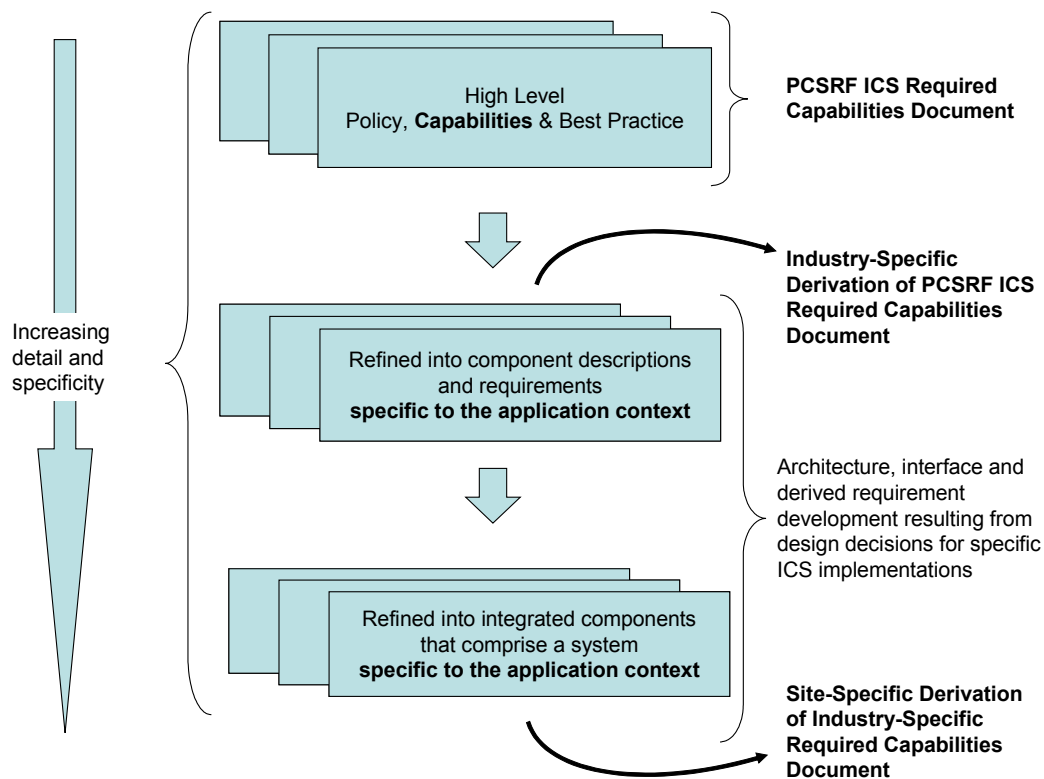 High Level
Policy, Capabilities & Best Practice
PCSRF ICS Required
Capabilities Document
Industry-Specific
Derivation of PCSRF ICS
Required Capabilities
Document
Increasing
detail and
specificity
Refined into component descriptions
and requirements
specific to the application context
Architecture, interface and
derived requirement
development resulting from
design decisions for specific
ICS implementations
Refined into integrated components
that comprise a system
specific to the application context
Site-Specific Derivation
of Industry-Specific
Required Capabilities
Document